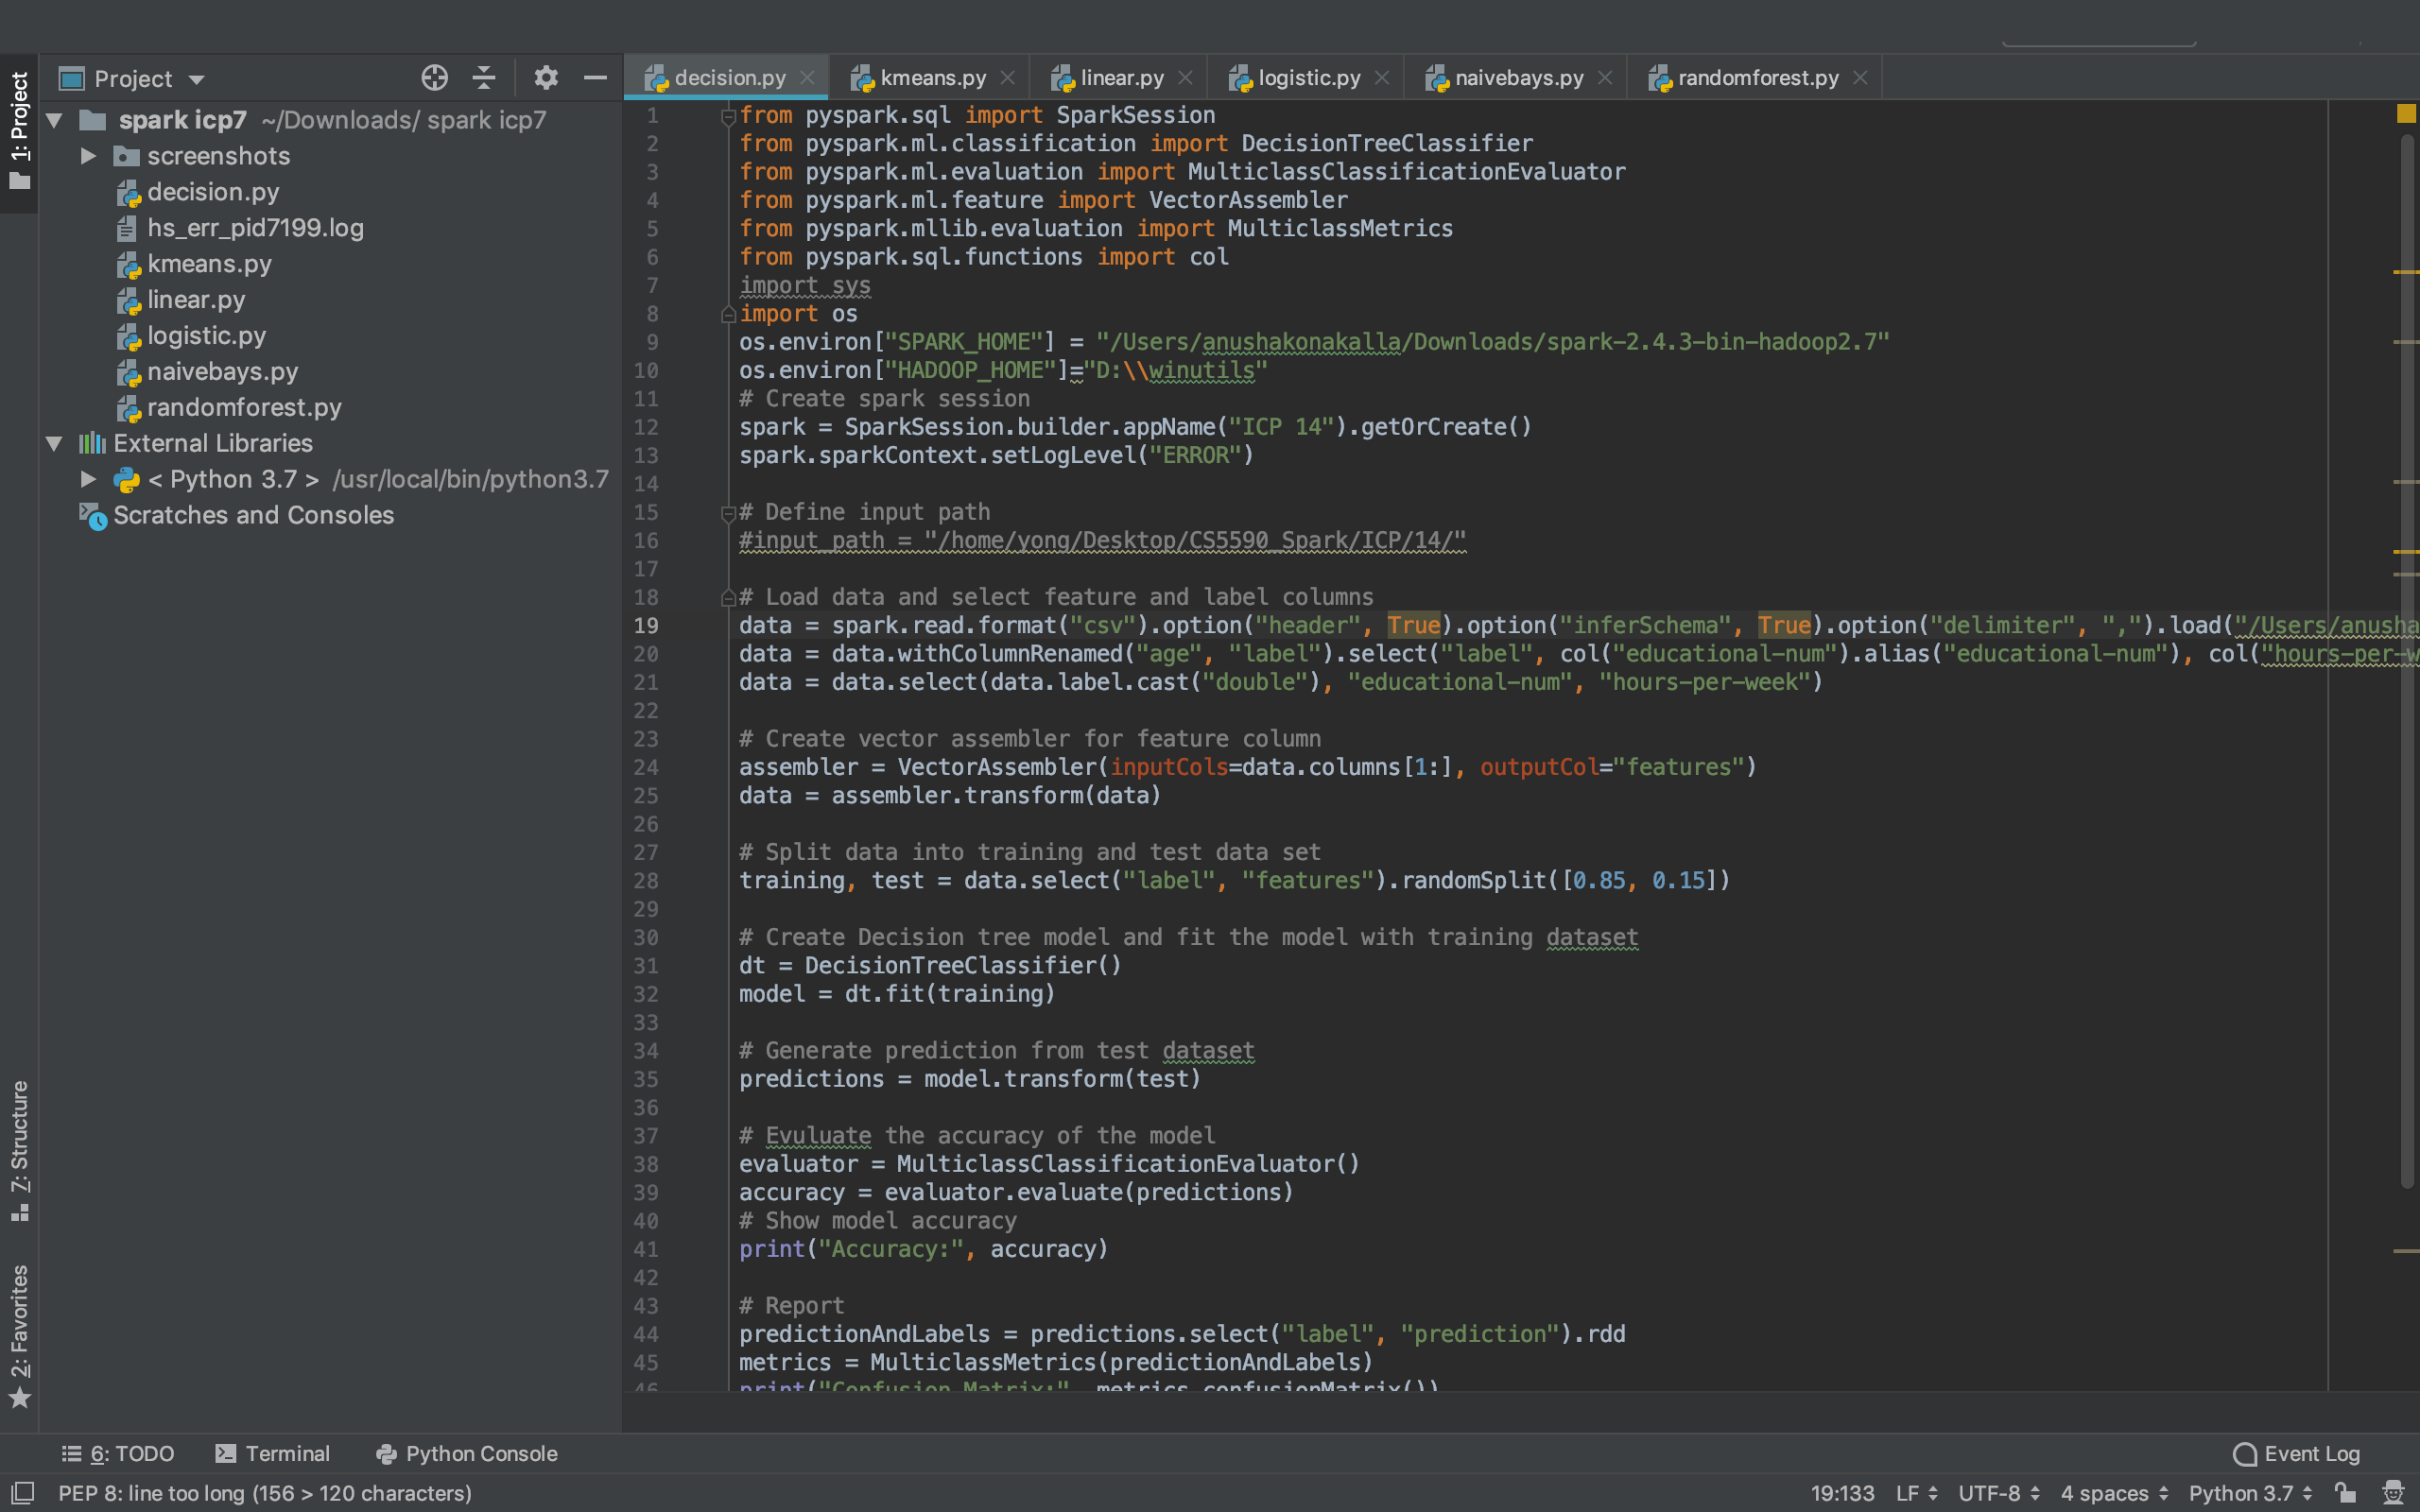 Project
spark icp7 ~/Downloads/ spark icp7
screenshots
decision.py
hs_err_pid7199.log
kmeans.py
linear.py
logistic.py
naivebays.py
randomforest.py
External Libraries
< Python 3.7 > /usr/local/bin/python3.7
Scratches and Consoles
1: Project
7: Structure
2: Favorites
decision.py kmeans.py linear.py logistic.py naivebays.py randomforest.py
1 from pyspark.sql import SparkSession
2 from pyspark.ml.classification import DecisionTreeClassifier
3 from pyspark.ml.evaluation import MulticlassClassificationEvaluator
4 from pyspark.ml.feature import VectorAssembler
5 from pyspark.mllib.evaluation import MulticlassMetrics
6 from pyspark.sql.functions import col
7 import sys
8 import os
9 os.environ["SPARK_HOME"] = "/Users/anushakonakalla/Downloads/spark-2.4.3-bin-hadoop2.7"
10 os.environ["HADOOP_HOME"]="D:\\winutils"
11 # Create spark session
12 spark = SparkSession.builder.appName("ICP 14").getOrCreate()
13 spark.sparkContext.setLogLevel("ERROR")
14
15 # Define input path
16 #input_path = "/home/yong/Desktop/CS5590_Spark/ICP/14/"
17
18 # Load data and select feature and label columns
19 data = spark.read.format("csv").option("header", True).option("inferSchema", True).option("delimiter", ",").load("/Users/anusha
20 data = data.withColumnRenamed("age", "label").select("label", col("educational-num").alias("educational-num"), col("hours-per-w
21 data = data.select(data.label.cast("double"), "educational-num", "hours-per-week")
22
23 # Create vector assembler for feature column
24 assembler = VectorAssembler(inputCols=data.columns[1:], outputCol="features")
25 data = assembler.transform(data)
26
27 # Split data into training and test data set
28 training, test = data.select("label", "features").randomSplit([0.85, 0.15])
29
30 # Create Decision tree model and fit the model with training dataset
31 dt = DecisionTreeClassifier()
32 model = dt.fit(training)
33
34 # Generate prediction from test dataset
35 predictions = model.transform(test)
36
37 # Evuluate the accuracy of the model
38 evaluator = MulticlassClassificationEvaluator()
39 accuracy = evaluator.evaluate(predictions)
40 # Show model accuracy
41 print("Accuracy:", accuracy)
42
43 # Report
44 predictionAndLabels = predictions.select("label", "prediction").rdd
45 metrics = MulticlassMetrics(predictionAndLabels)
46 print("Confusion Matrix:", metrics.confusionMatrix())
6: TODO Terminal Python Console Event Log
PEP 8: line too long (156 > 120 characters) 19:133 LF UTF-8 4 spaces Python 3.7